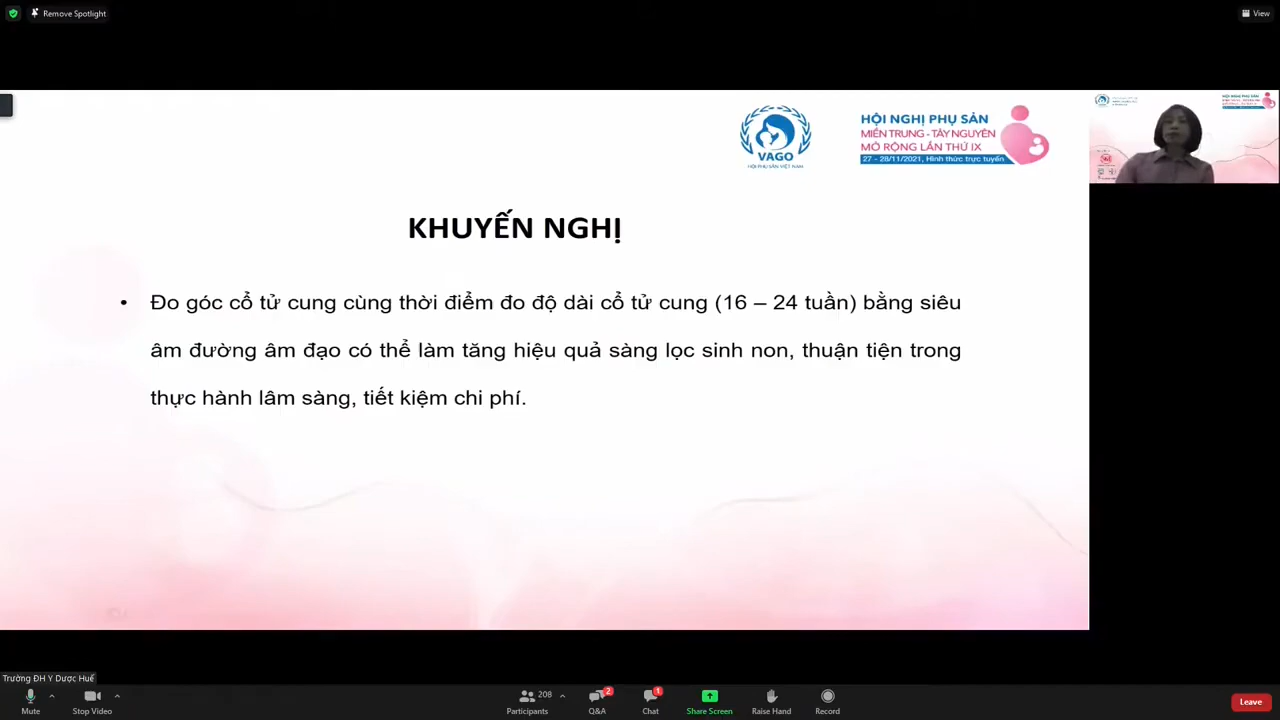 Remove Spotlight
View
VAGO
HỘI PHỤ SẢN VIỆT NAM
HỘI NGHỊ PHỤ SẢN
MIỀN TRUNG - TÂY NGUYÊN
MỞ RỘNG LẦN THỨ IX
27 - 28/11/2021, Hình thức trực tuyến
KHUYẾN NGHỊ
• Đo góc cổ tử cung cùng thời điểm đo độ dài cổ tử cung (16 – 24 tuần) bằng siêu
âm đường âm đạo có thể làm tăng hiệu quả sàng lọc sinh non, thuận tiện trong
thực hành lâm sàng, tiết kiệm chi phí.
Trường ĐH Y Dược Huế
Mute
Stop Video
208
Participants
2
Q&A
1
Chat
Share Screen
Raise Hand
Record
Leave